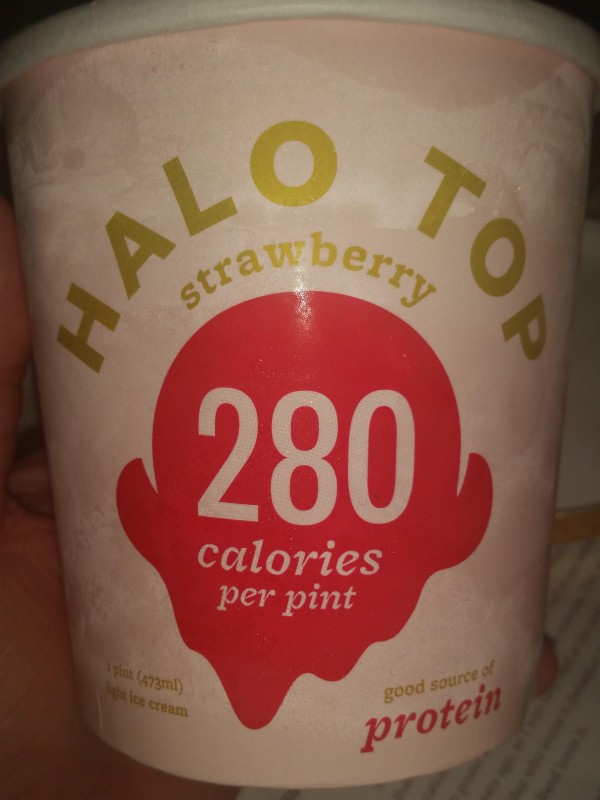 HALO TOP
strawberry
280
calories
per pint
1 pint (473ml)
light ice cream
good source of
protein